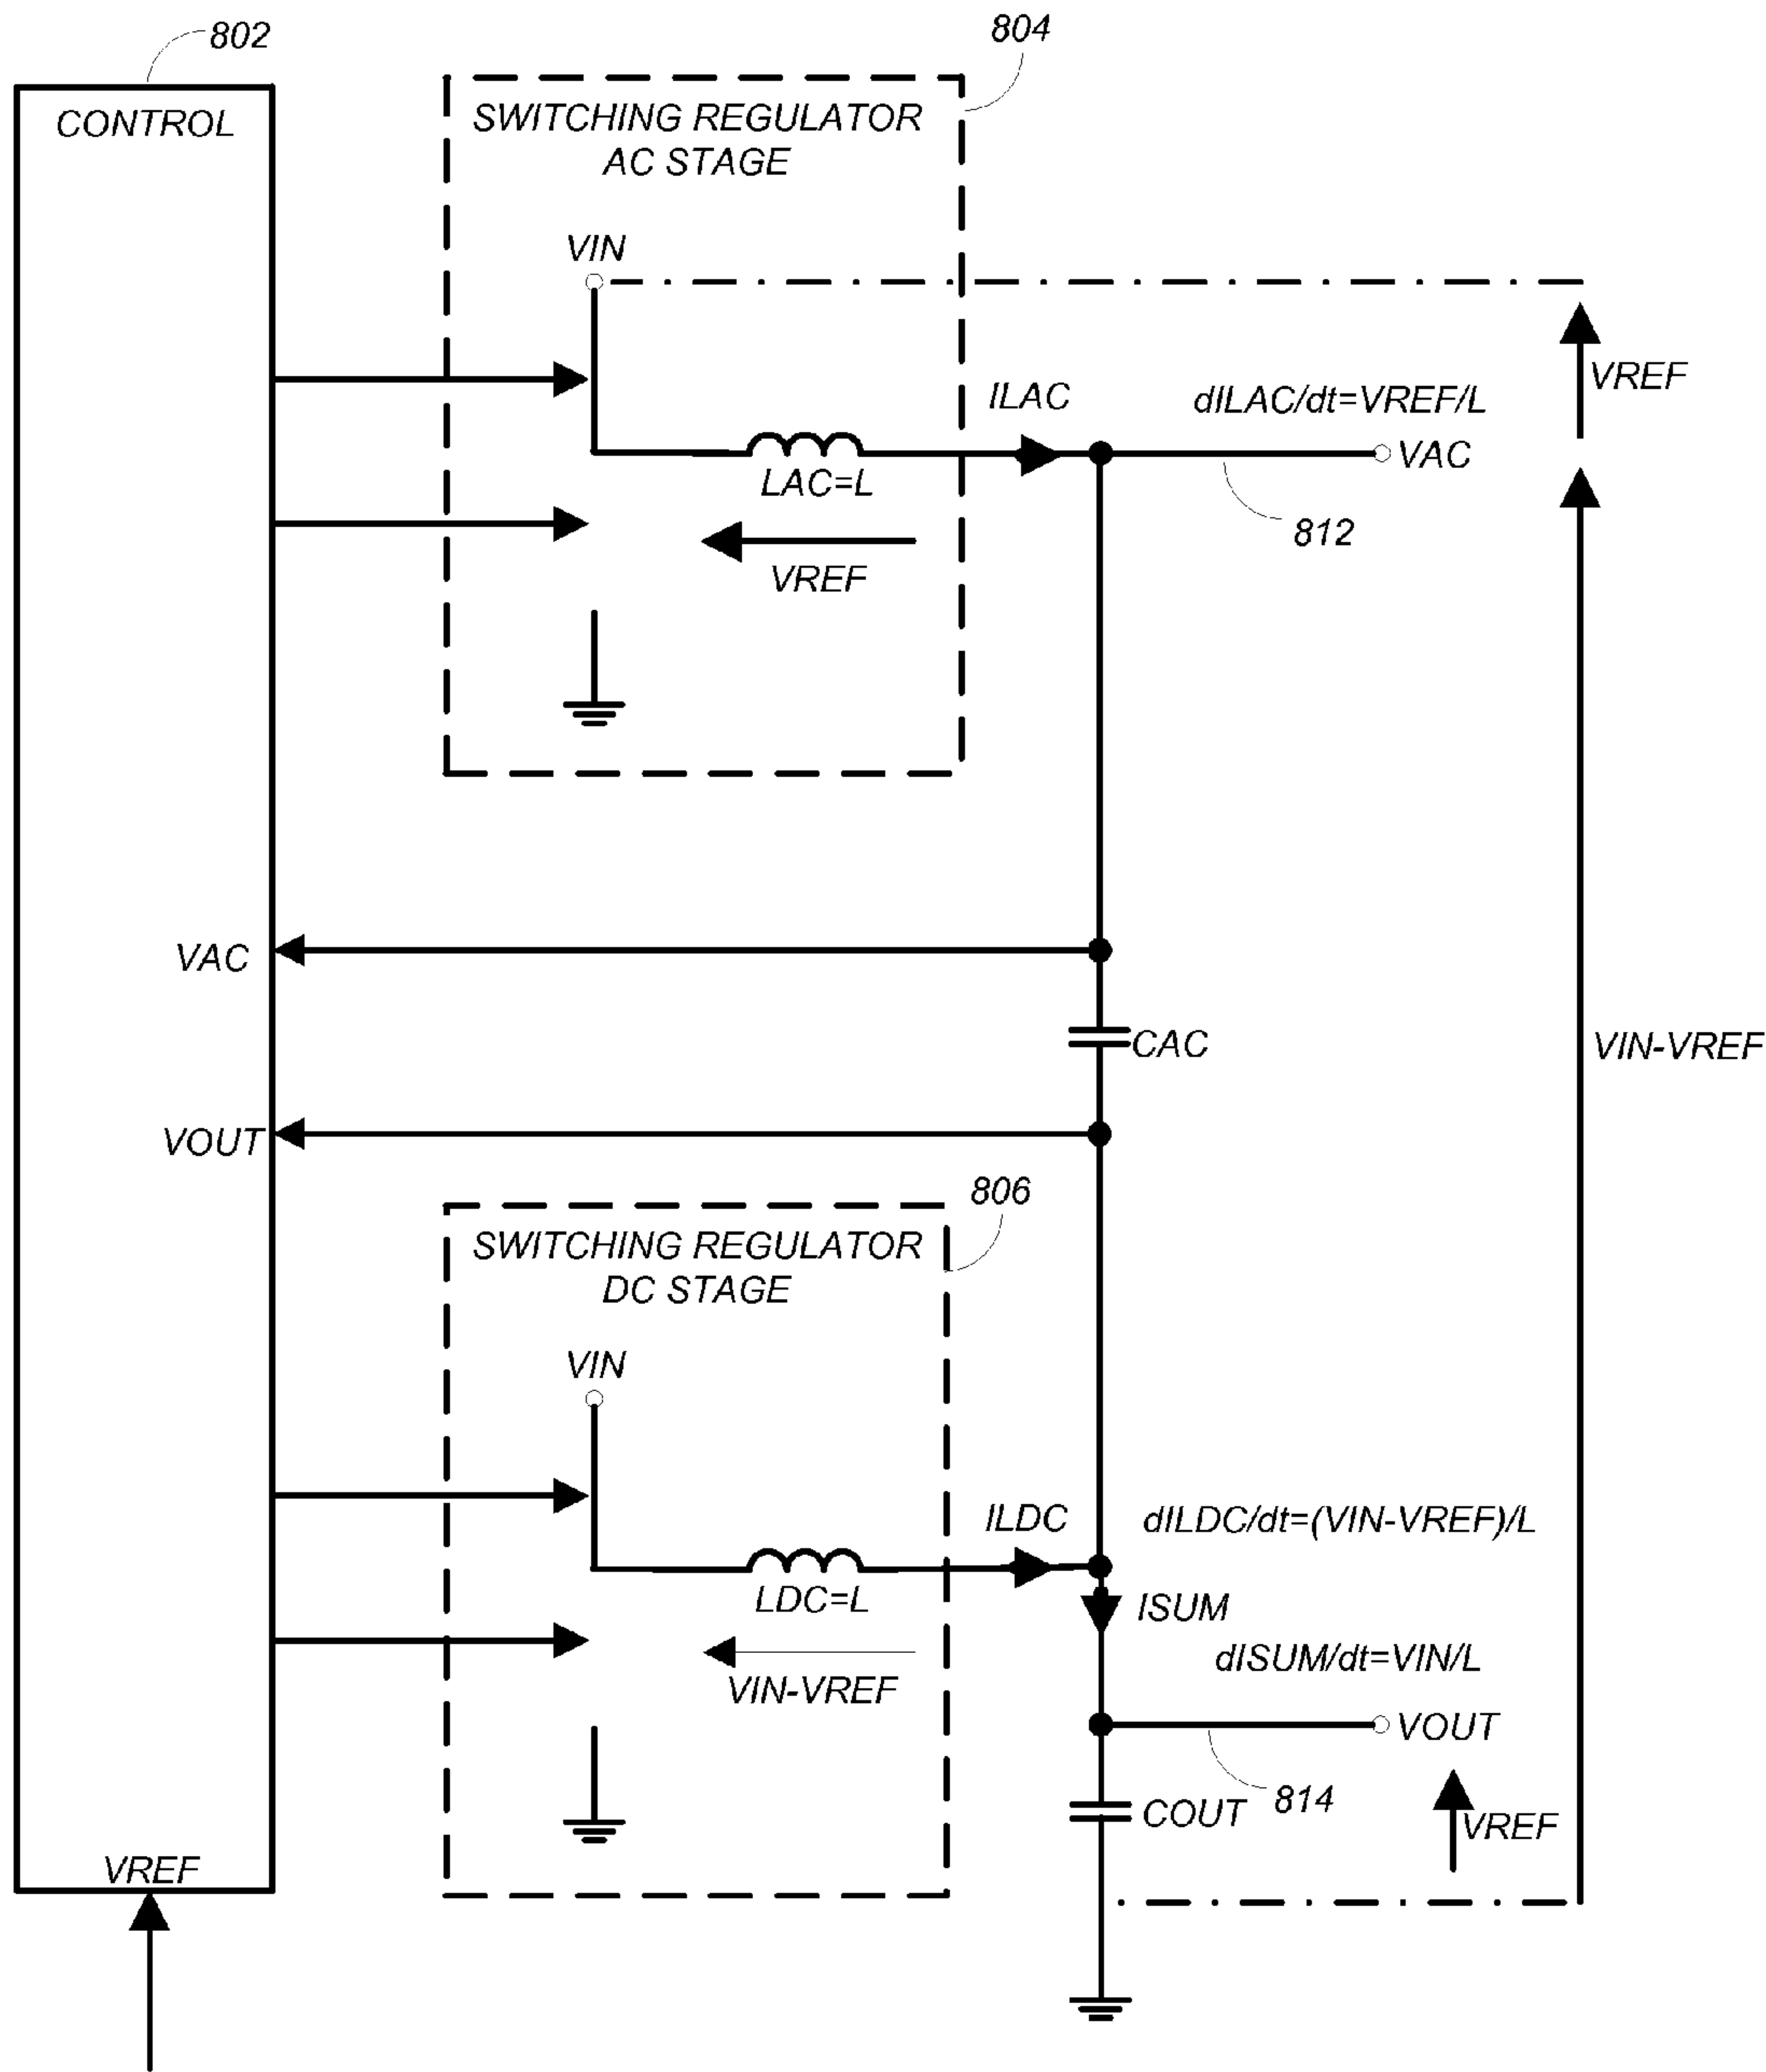 802
804
CONTROL
SWITCHING REGULATOR
AC STAGE
VIN
VREF
ILAC
dILAC/dt=VREF/L
VAC
LAC=L
812
VREF
VAC
CAC
VIN-VREF
VOUT
806
SWITCHING REGULATOR
DC STAGE
VIN
ILDC
dILDC/dt=(VIN-VREF)/L
LDC=L
ISUM
dISUM/dt=VIN/L
VIN-VREF
VOUT
814
COUT
VREF
VREF